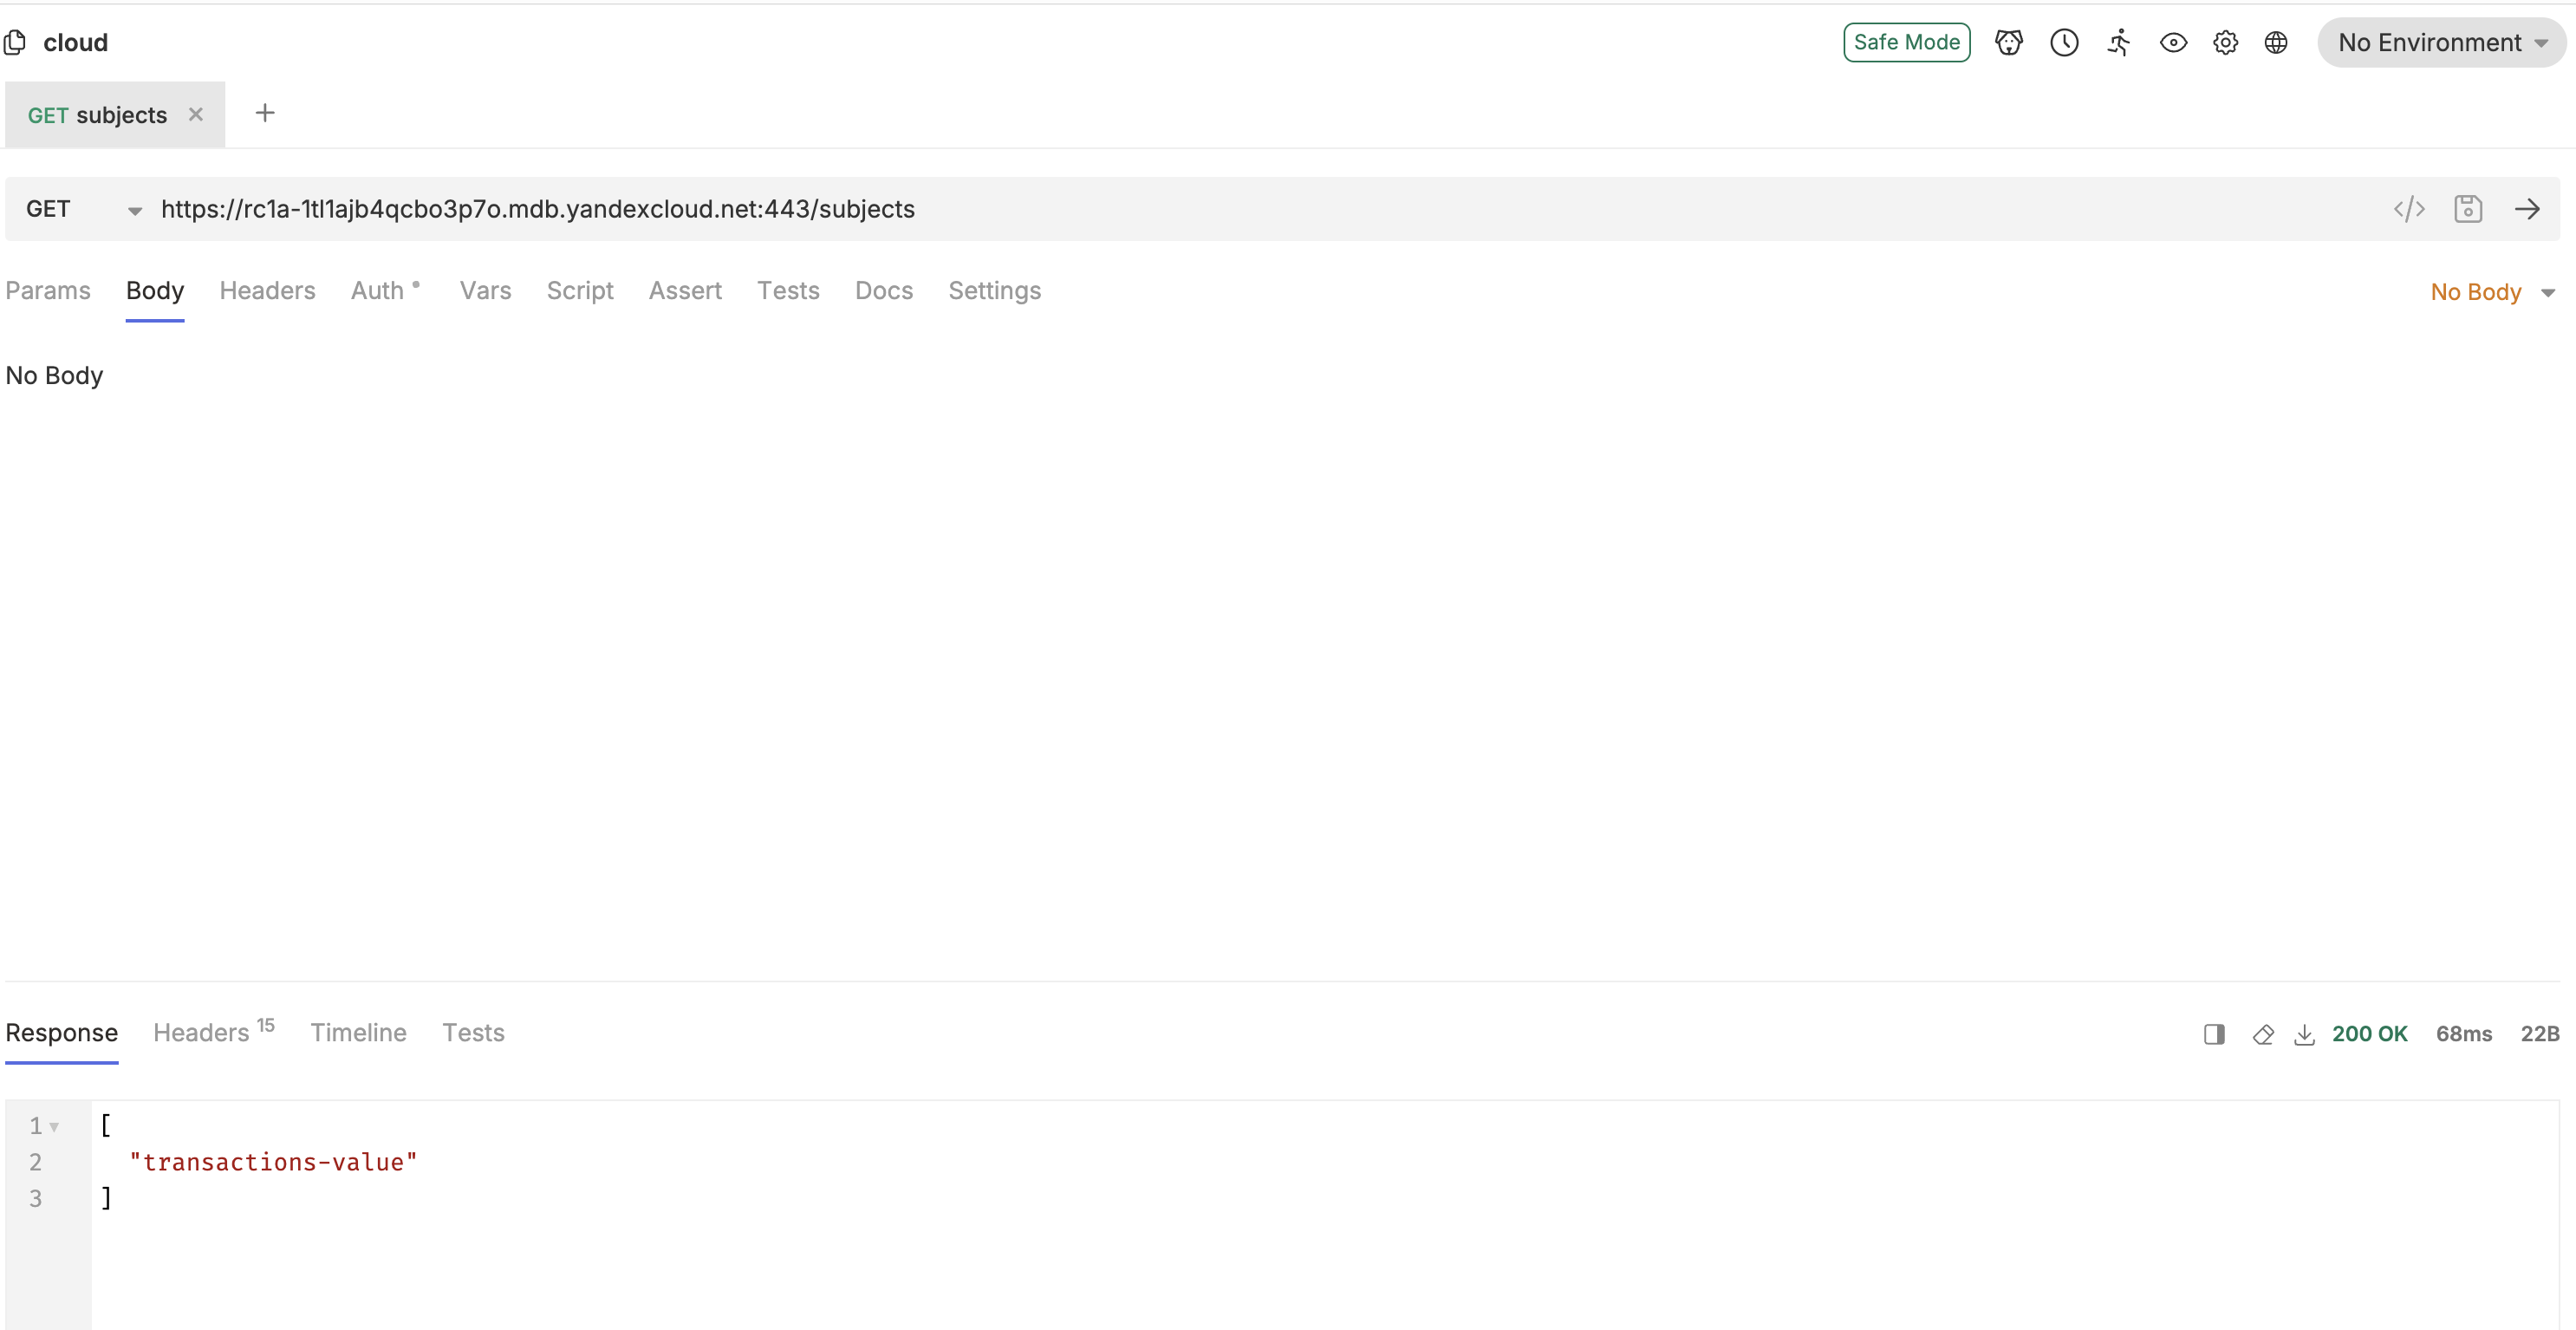 cloud
Safe Mode
No Environment
GET subjects
GET https://rc1a-1tl1ajb4qcbo3p7o.mdb.yandexcloud.net:443/subjects
Params Body Headers Auth Vars Script Assert Tests Docs Settings
No Body
No Body
Response Headers 15 Timeline Tests
200 OK 68ms 22B
1 [
2 "transactions-value"
3 ]